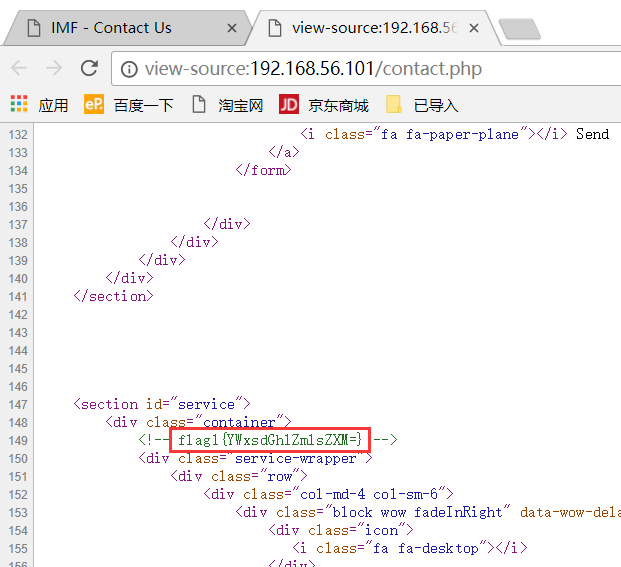 IMF - Contact Us
view-source:192.168.56
view-source:192.168.56.101/contact.php
应用 百度一下 淘宝网 JD 京东商城 已导入
132 <i class="fa fa-paper-plane"></i> Send
133 </a>
134 </form>
135
136
137 </div>
138 </div>
139 </div>
140 </div>
141 </section>
142
143
144
145
146
147 <section id="service">
148 <div class="container">
149 <!-- flag1{YWxsdGhlZmlsZXM=} -->
150 <div class="service-wrapper">
151 <div class="row">
152 <div class="col-md-4 col-sm-6">
153 <div class="block wow fadeInRight" data-wow-dela
154 <div class="icon">
155 <i class="fa fa-desktop"></i>
156 </div>